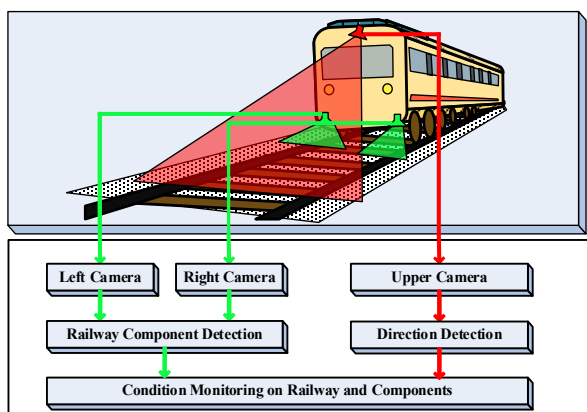 Left Camera
Right Camera
Upper Camera
Railway Component Detection
Direction Detection
Condition Monitoring on Railway and Components